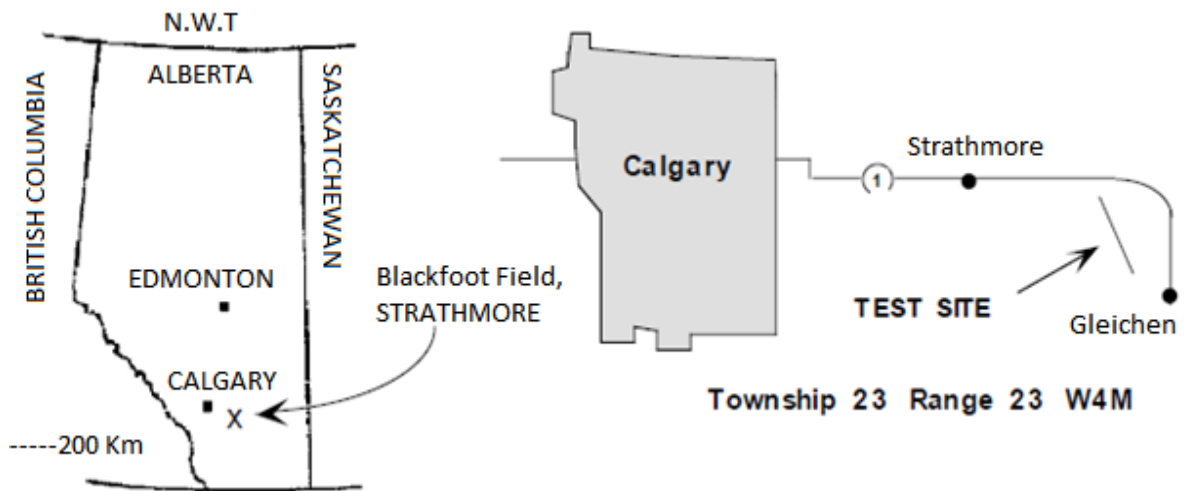 N.W.T
ALBERTA
BRITISH COLUMBIA
SASKATCHEWAN
EDMONTON
Blackfoot Field,
STRATHMORE
CALGARY
X
-----200 Km
Calgary
1
Strathmore
TEST SITE
Gleichen
Township 23 Range 23 W4M